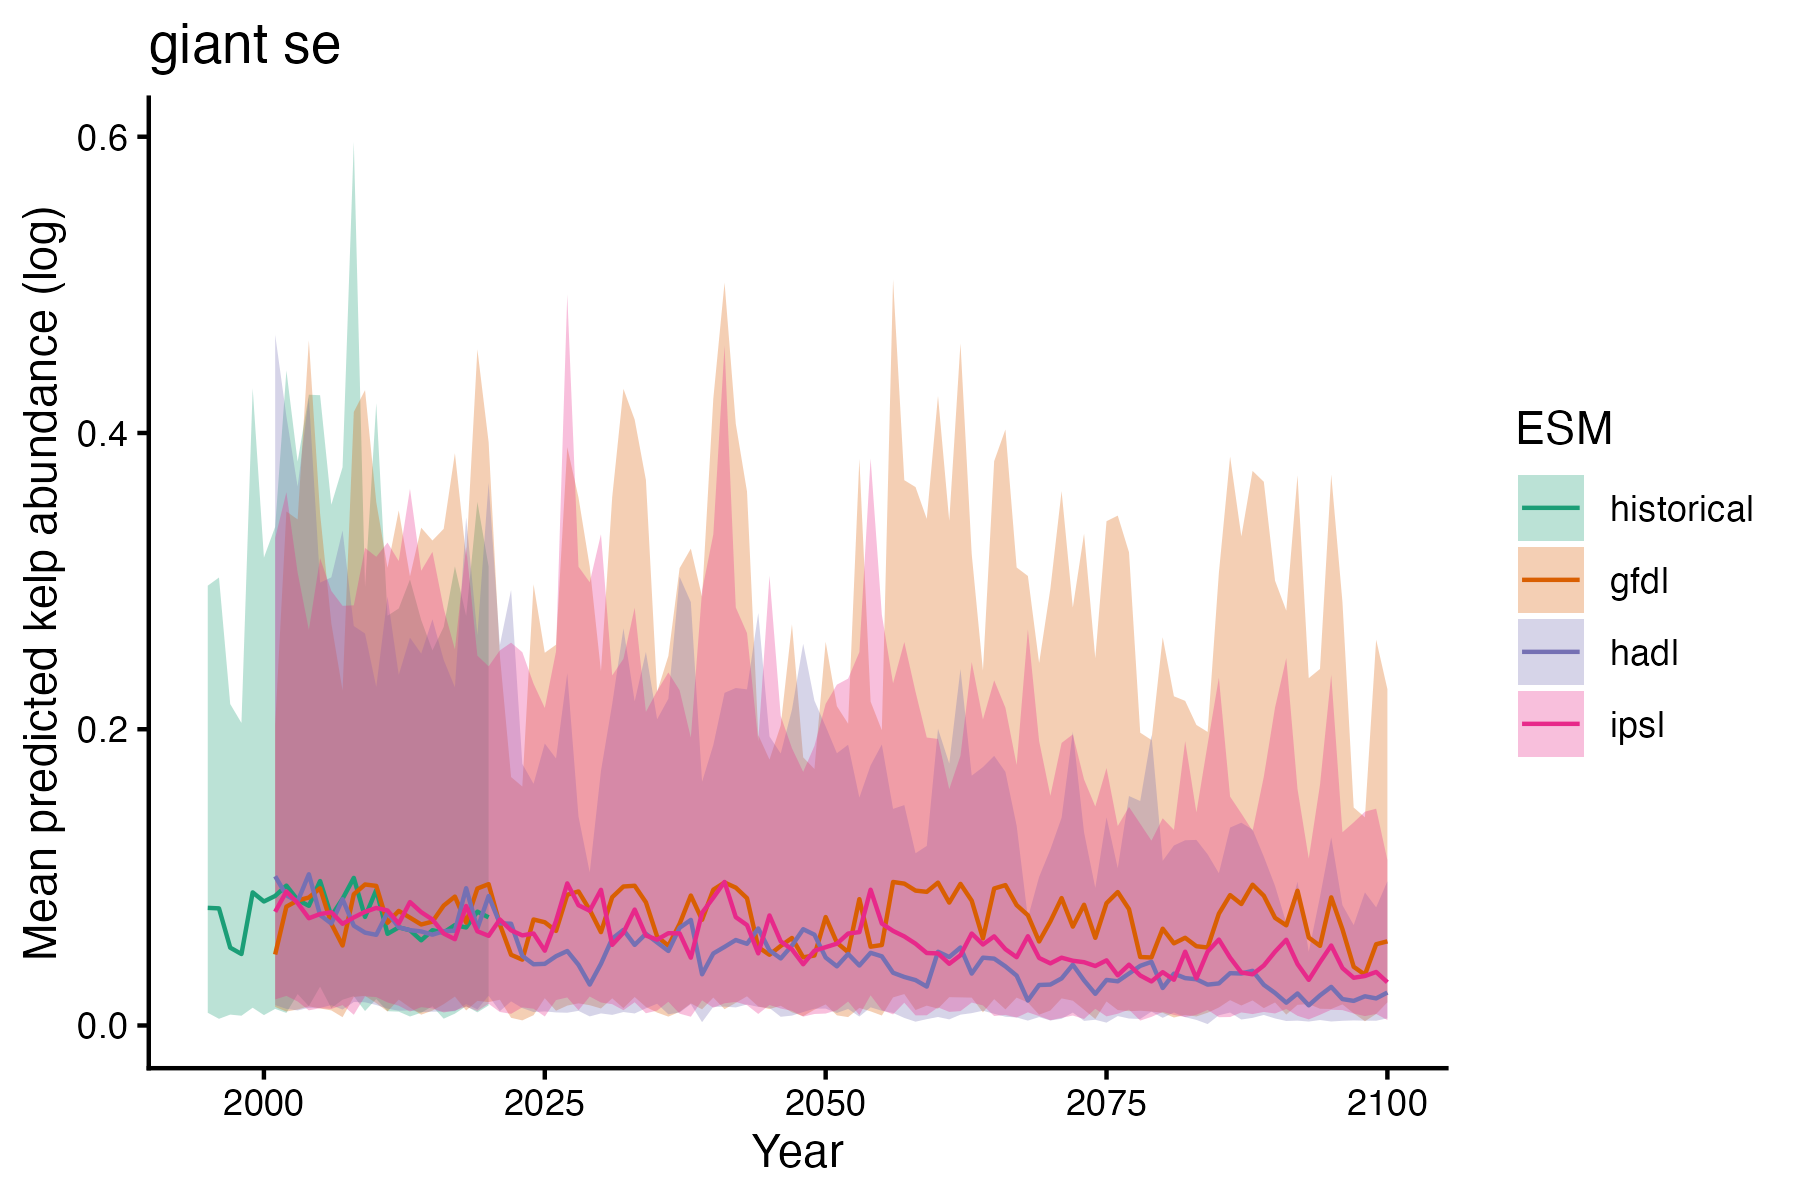 giant se
Mean predicted kelp abundance (log)
0.6
0.4
0.2
0.0
2000 2025 2050 2075 2100
Year
ESM
historical
gfdl
hadl
ipsl